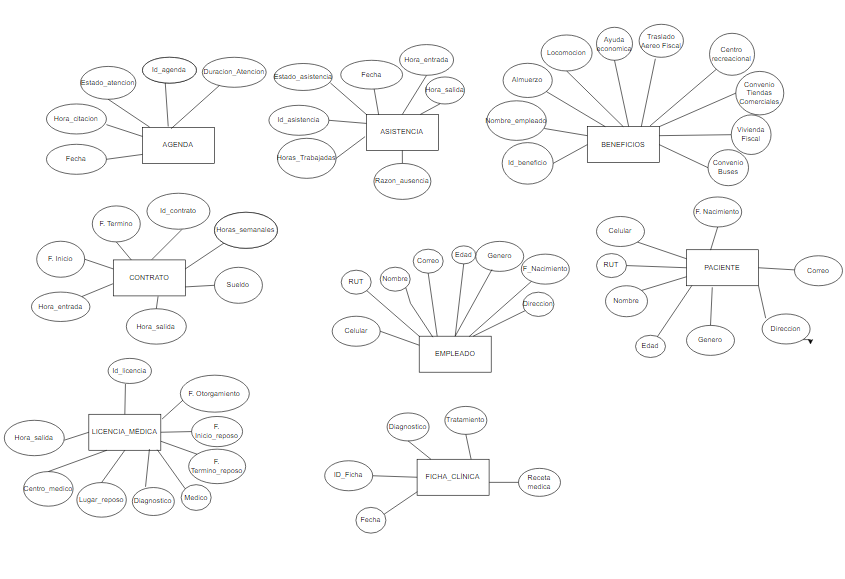 Estado_atencion
Id_agenda
Duracion_Atencion
Hora_citacion
Fecha
AGENDA
Estado_asistencia
Fecha
Hora_entrada
Hora_salida
Id_asistencia
Horas_Trabajadas
Razon_ausencia
ASISTENCIA
Locomocion
Ayuda
economica
Traslado
Aereo Fiscal
Centro
recreacional
Almuerzo
Convenio
Tiendas
Comerciales
Nombre_empleado
Vivienda
Fiscal
Id_beneficio
Convenio
Buses
BENEFICIOS
F. Termino
Id_contrato
Horas_semanales
F. Inicio
Sueldo
Hora_entrada
Hora_salida
CONTRATO
RUT
Nombre
Correo
Edad
Genero
F_Nacimiento
Direccion
Celular
EMPLEADO
F. Nacimiento
Celular
RUT
Correo
Nombre
Edad
Genero
Direccion
PACIENTE
Id_licencia
F. Otorgamiento
F.
Inicio_reposo
Hora_salida
F.
Termino_reposo
Centro_medico
Lugar_reposo
Diagnostico
Medico
LICENCIA_MÉDICA
Diagnostico
Tratamiento
ID_Ficha
Receta
medica
Fecha
FICHA_CLÍNICA